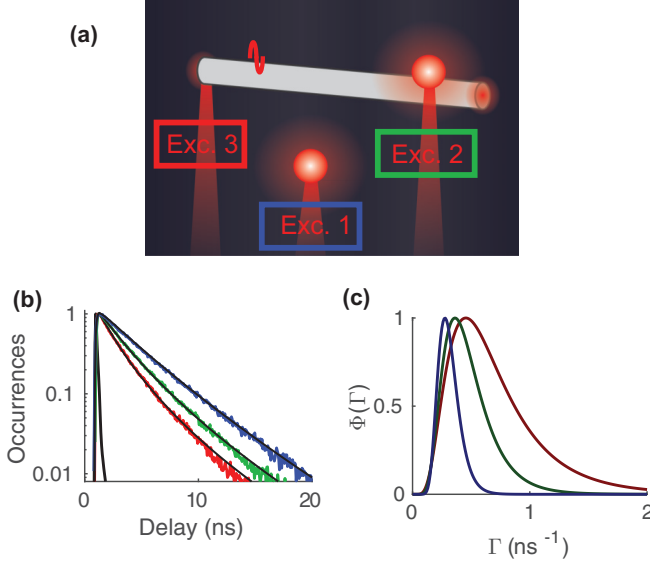 (a)
Exc. 3
Exc. 2
Exc. 1
(b)
Occurrences
1
0.1
0.01
0
10
20
Delay (ns)
(c)
Φ(Γ)
1
0.5
0
0
1
2
Γ (ns⁻¹)